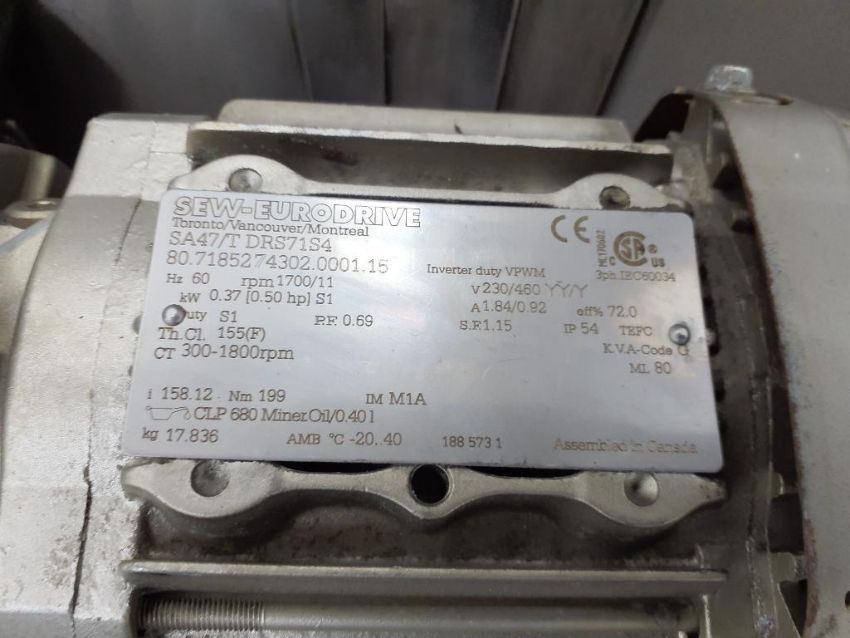 SEW-EURODRIVE
Toronto/Vancouver/Montreal
SA47/T DRS71S4
80.7185274302.0001.15
Inverter duty VPWM
CE
MC170602
C SA US
3ph IEC60034
Hz 60 rpm 1700/11
V 230/460 YY/Y
kW 0.37 [0.50 hp] S1
A 1.84/0.92 eff% 72.0
Duty S1 P.F. 0.69
S.F. 1.15 IP 54 TEFC
Th.Cl. 155(F)
K.V.A-Code G
CT 300-1800rpm
ML 80
i 158.12 Nm 199 IM M1A
CLP 680 Miner.Oil/0.40 l
kg 17.836 AMB °C -20..40 188 573 1 Assembled in Canada